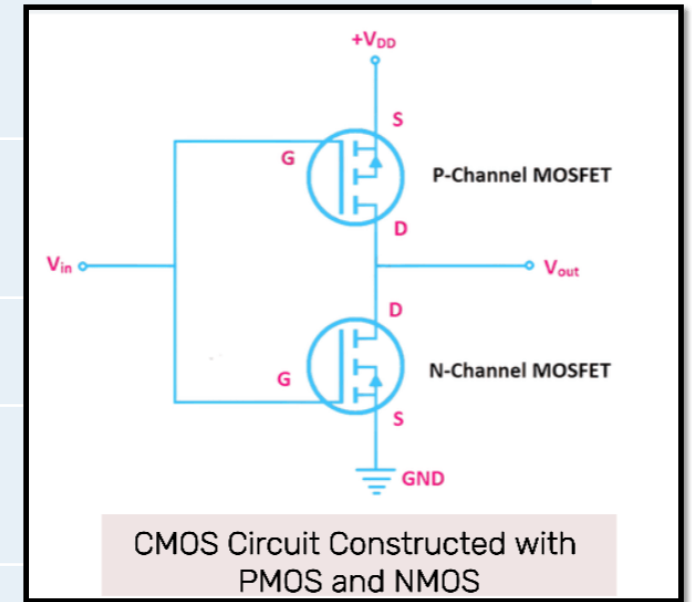 +VDD
S
G
P-Channel MOSFET
D
Vin
Vout
D
G
N-Channel MOSFET
S
GND
CMOS Circuit Constructed with
PMOS and NMOS